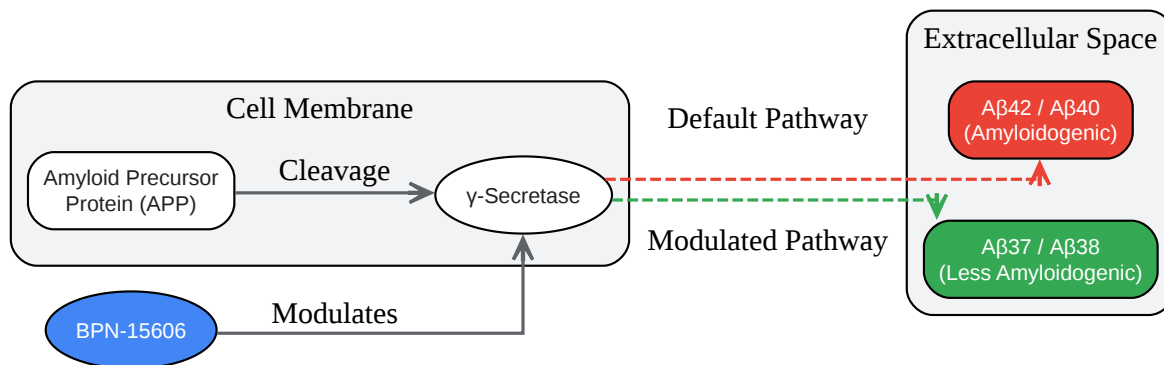 Extracellular Space
Cell Membrane
Aβ42 / Aβ40
(Amyloidogenic)
Default Pathway
Amyloid Precursor
Protein (APP)
Cleavage
γ-Secretase
Modulated Pathway
Aβ37 / Aβ38
(Less Amyloidogenic)
BPN-15606
Modulates